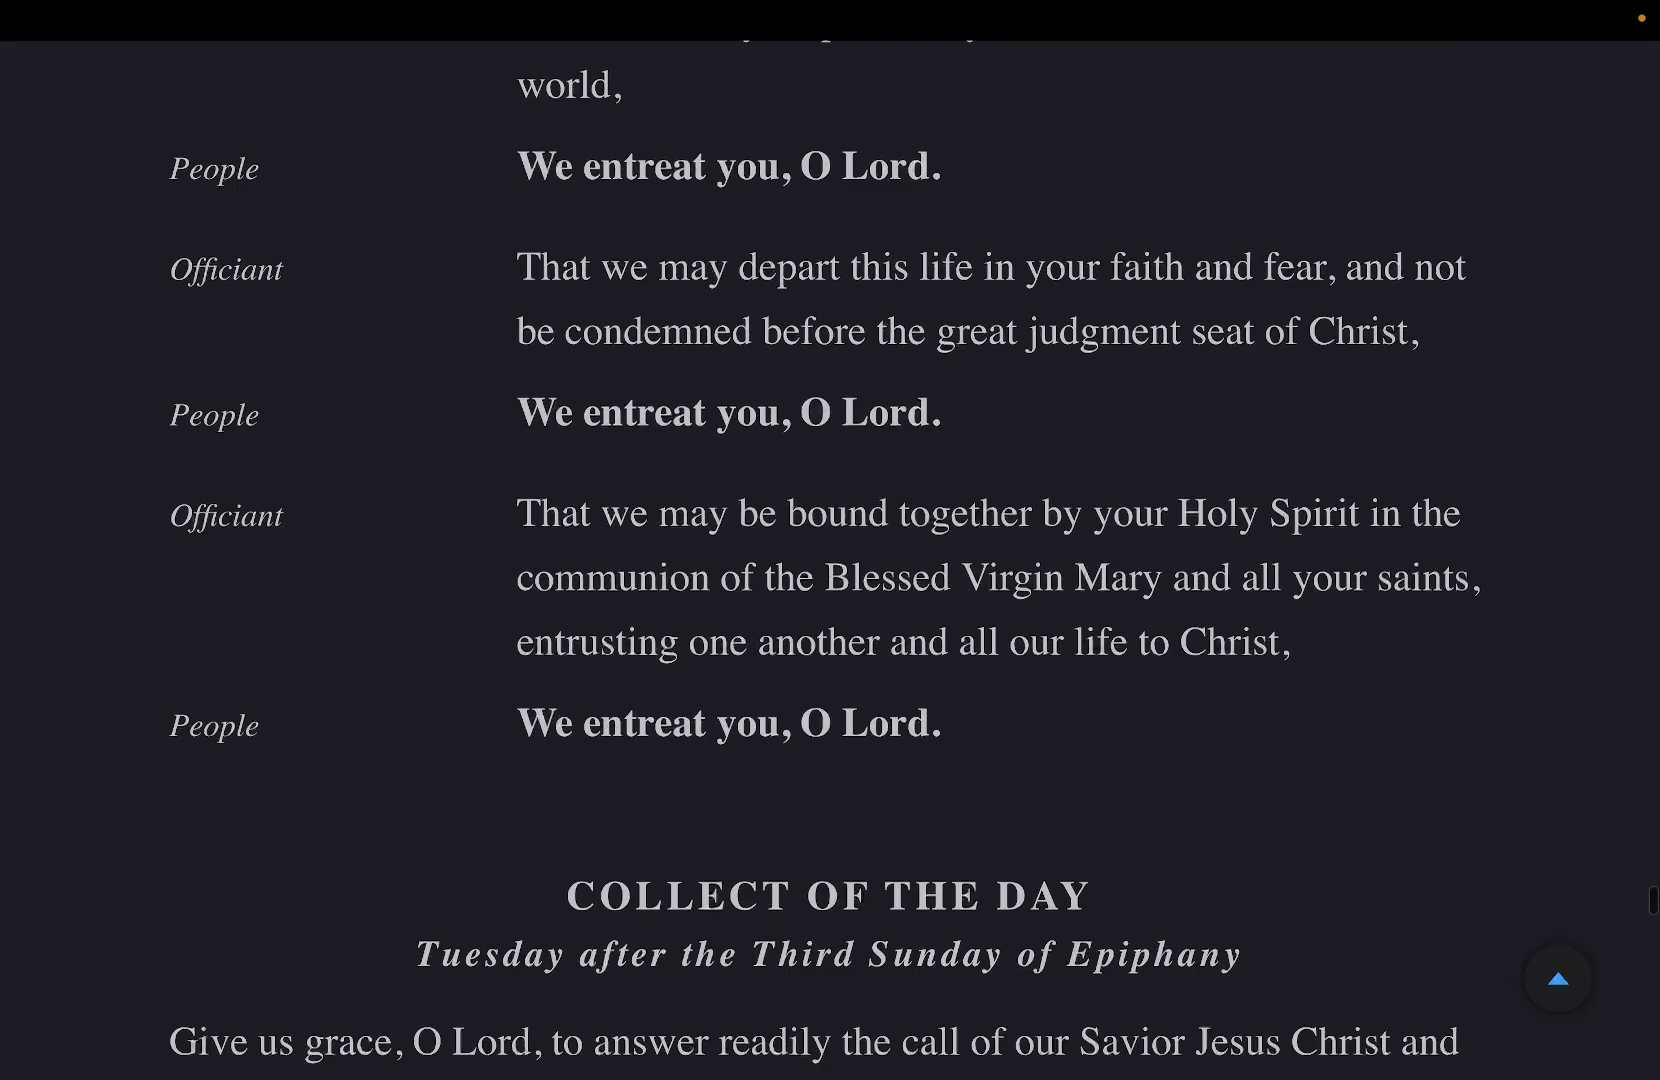 world,
People We entreat you, O Lord.
Officiant That we may depart this life in your faith and fear, and not
be condemned before the great judgment seat of Christ,
People We entreat you, O Lord.
Officiant That we may be bound together by your Holy Spirit in the
communion of the Blessed Virgin Mary and all your saints,
entrusting one another and all our life to Christ,
People We entreat you, O Lord.
COLLECT OF THE DAY
Tuesday after the Third Sunday of Epiphany
Give us grace, O Lord, to answer readily the call of our Savior Jesus Christ and